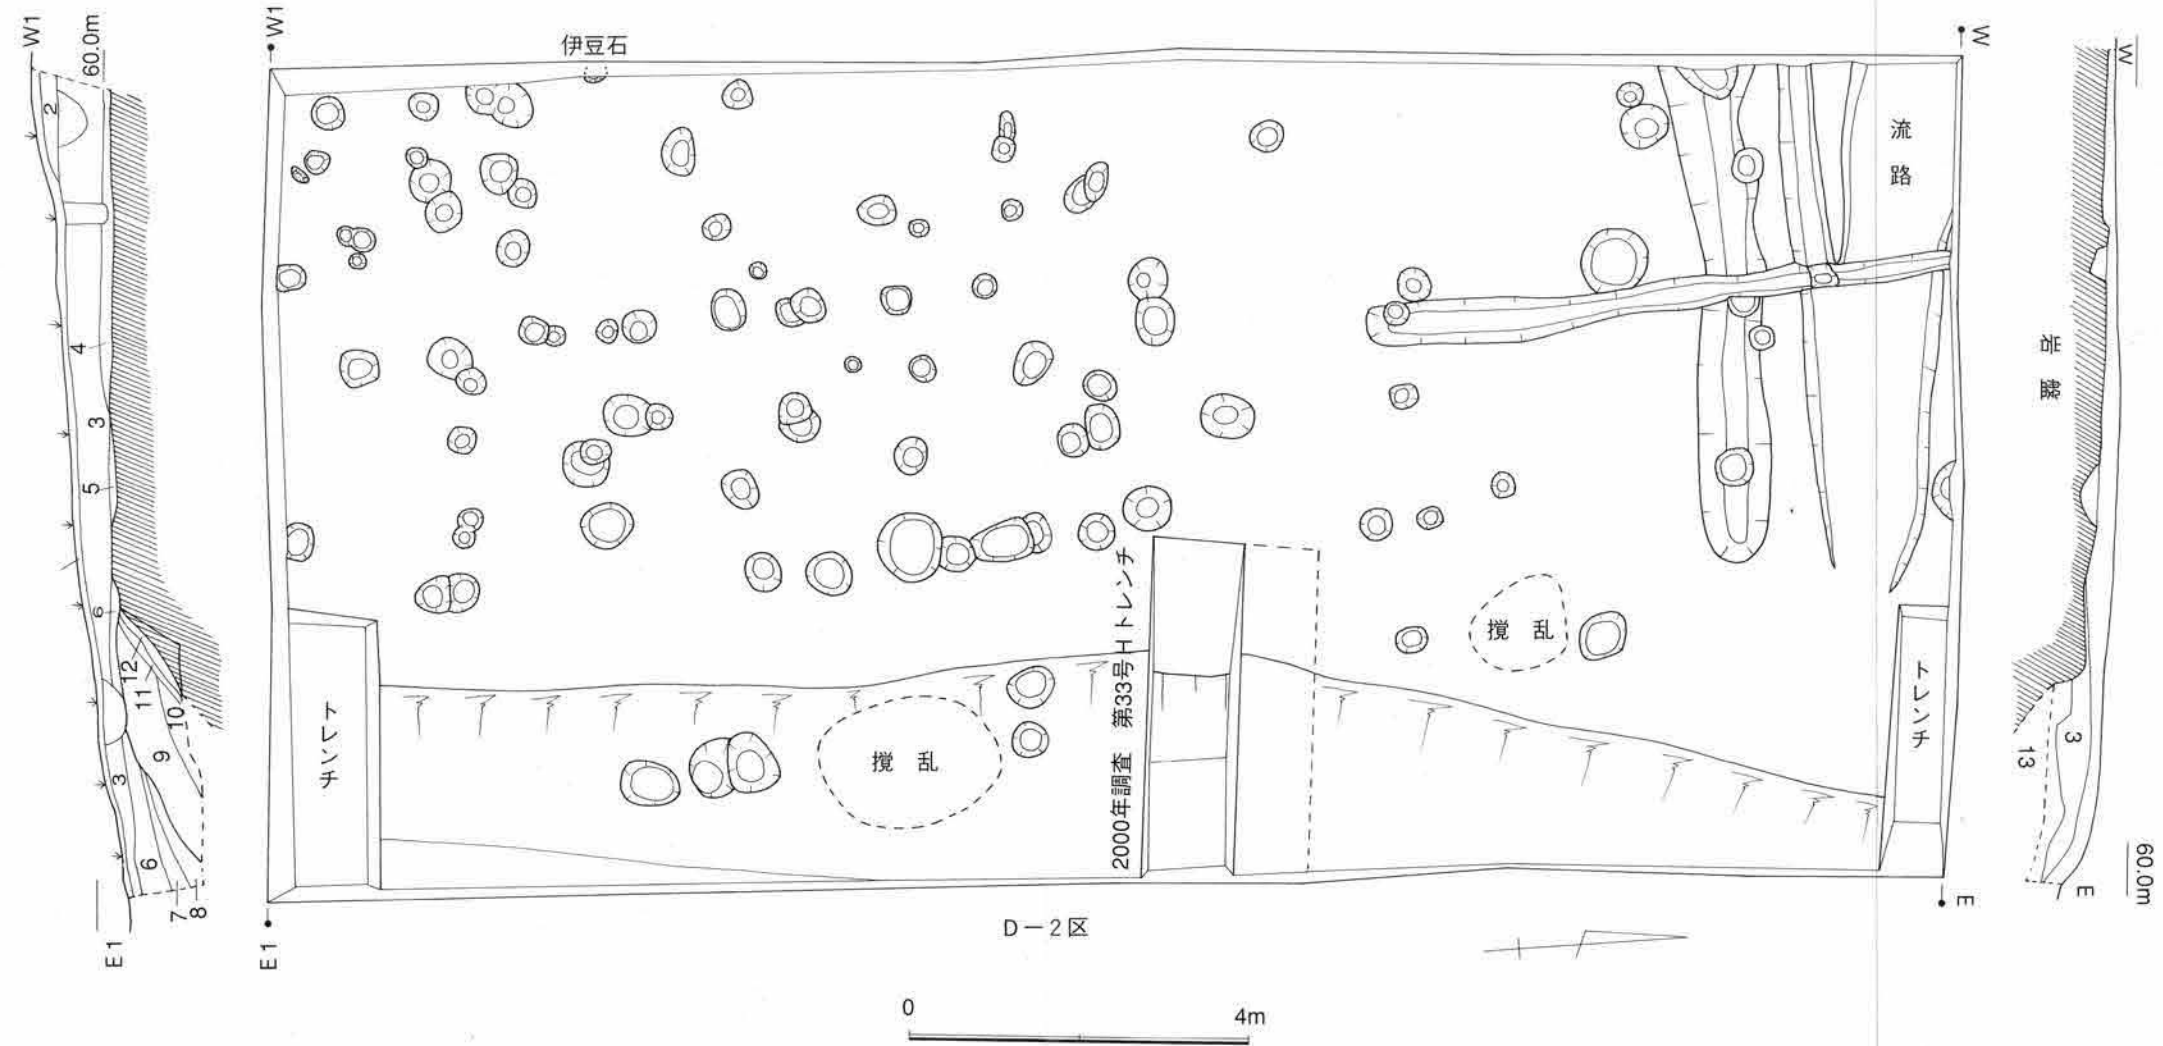 W1
60.0m
2
4
3
5
6
12
11
10
9
3
6
7
8
E1
W1
伊豆石
W
流路
トレンチ
撹 乱
2000年調査 第33号Hトレンチ
撹 乱
トレンチ
E1
D-2区
E
0
4m
W
岩盤
3
13
E
60.0m